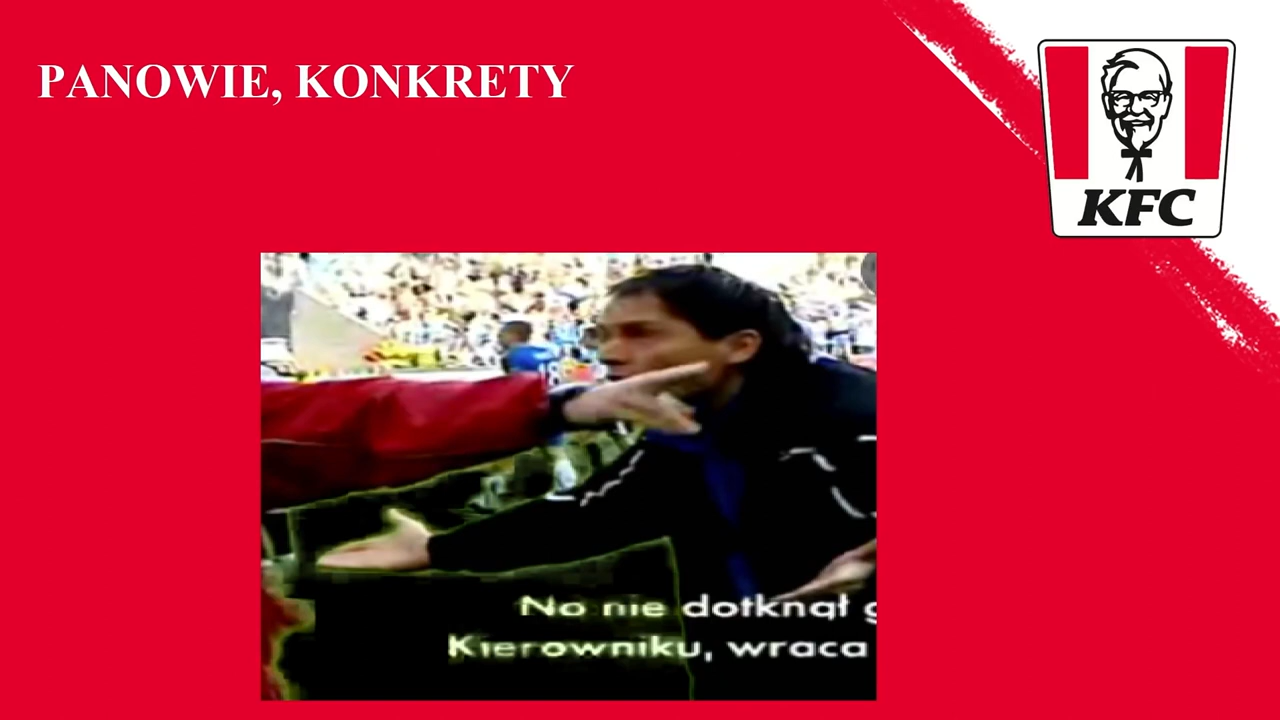 PANOWIE, KONKRETY
KFC
No nie dotknął g
Kierowniku, wraca